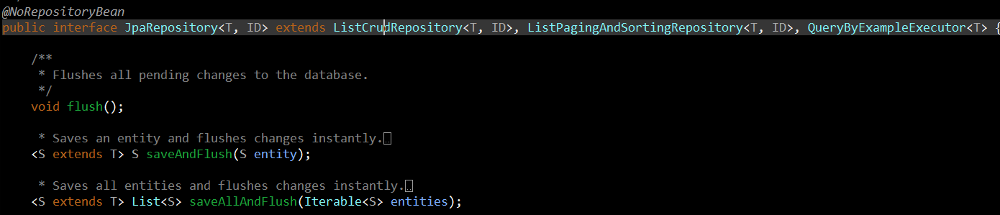 @NoRepositoryBean
public interface JpaRepository<T, ID> extends ListCrudRepository<T, ID>, ListPagingAndSortingRepository<T, ID>, QueryByExampleExecutor<T> {
/**
* Flushes all pending changes to the database.
*/
void flush();
* Saves an entity and flushes changes instantly.
<S extends T> S saveAndFlush(S entity);
* Saves all entities and flushes changes instantly.
<S extends T> List<S> saveAllAndFlush(Iterable<S> entities);